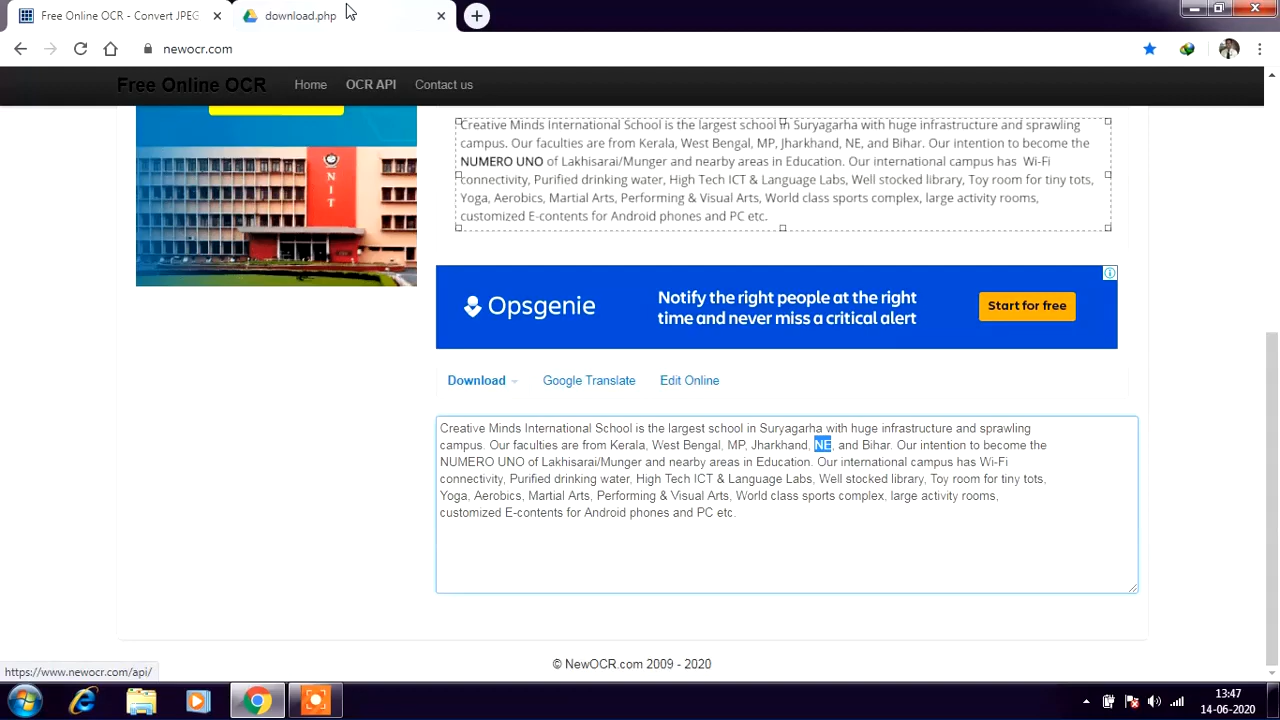 Free Online OCR - Convert JPEG
download.php
newocr.com
Free Online OCR
Home
OCR API
Contact us
NIT
Creative Minds International School is the largest school in Suryagarha with huge infrastructure and sprawling
campus. Our faculties are from Kerala, West Bengal, MP, Jharkhand, NE, and Bihar. Our intention to become the
NUMERO UNO of Lakhisarai/Munger and nearby areas in Education. Our international campus has Wi-Fi
connectivity, Purified drinking water, High Tech ICT & Language Labs, Well stocked library, Toy room for tiny tots,
Yoga, Aerobics, Martial Arts, Performing & Visual Arts, World class sports complex, large activity rooms,
customized E-contents for Android phones and PC etc.
Opsgenie
Notify the right people at the right
time and never miss a critical alert
Start for free
Download
Google Translate
Edit Online
Creative Minds International School is the largest school in Suryagarha with huge infrastructure and sprawling
campus. Our faculties are from Kerala, West Bengal, MP, Jharkhand, NE, and Bihar. Our intention to become the
NUMERO UNO of Lakhisarai/Munger and nearby areas in Education. Our international campus has Wi-Fi
connectivity, Purified drinking water, High Tech ICT & Language Labs, Well stocked library, Toy room for tiny tots,
Yoga, Aerobics, Martial Arts, Performing & Visual Arts, World class sports complex, large activity rooms,
customized E-contents for Android phones and PC etc.
© NewOCR.com 2009 - 2020
https://www.newocr.com/api/
13:47
14-06-2020